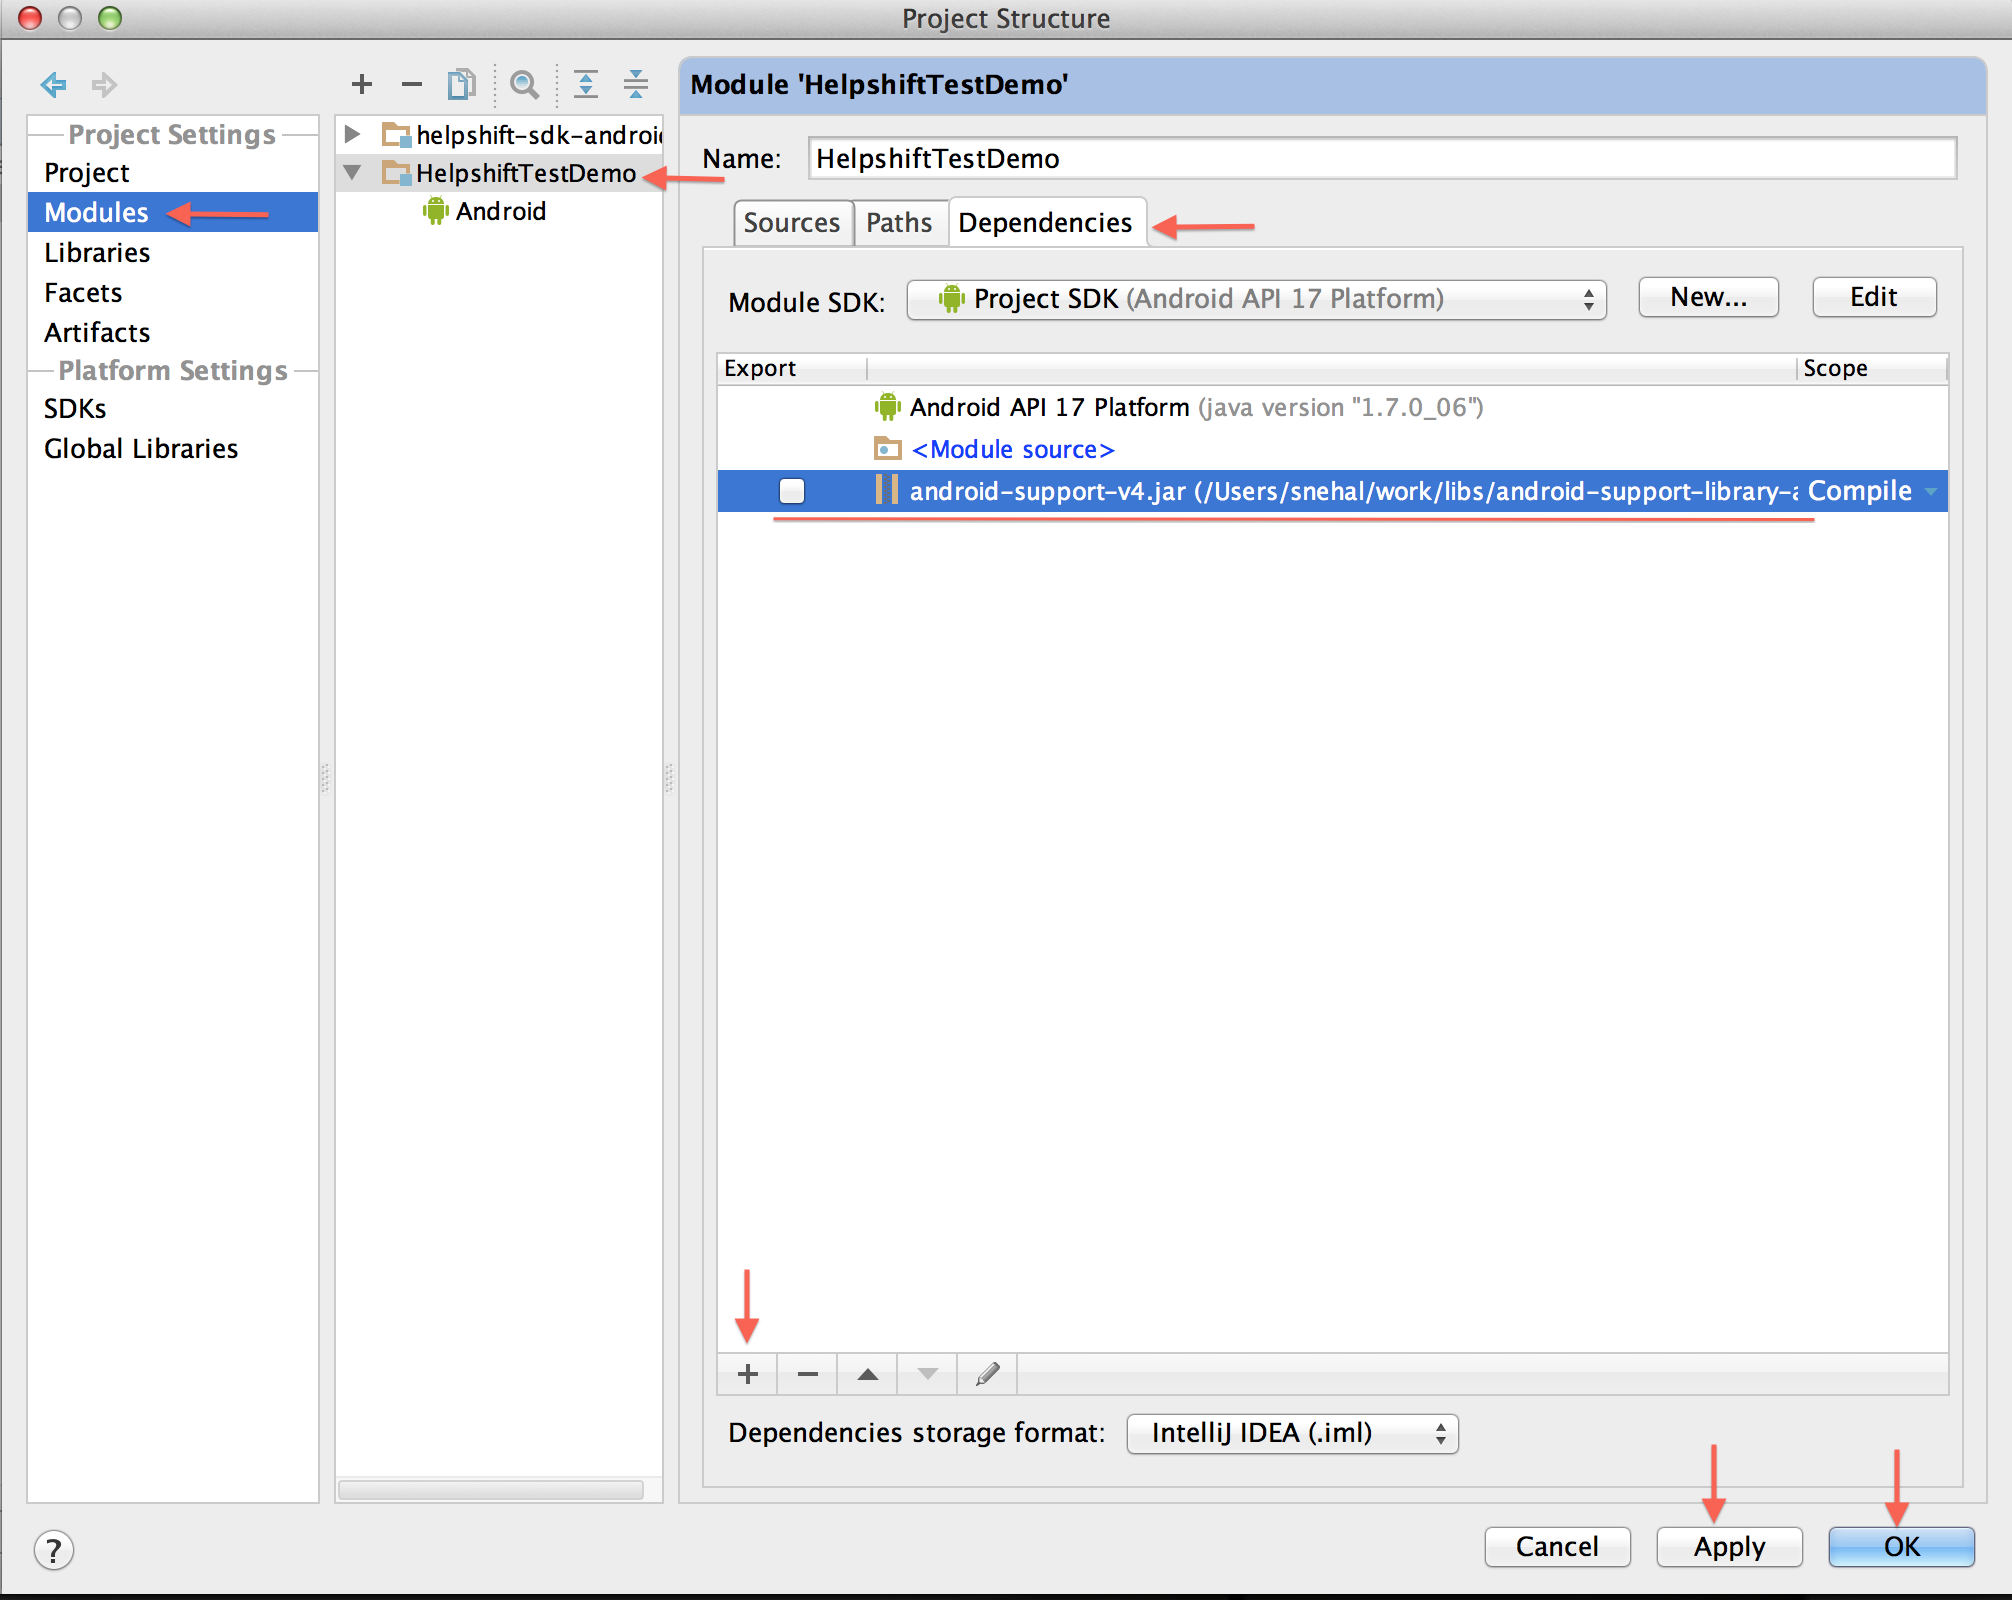 Project Structure
Project Settings
Project
Modules
Libraries
Facets
Artifacts
Platform Settings
SDKs
Global Libraries
helpshift-sdk-androi
HelpshiftTestDemo
Android
Module 'HelpshiftTestDemo'
Name: HelpshiftTestDemo
Sources Paths Dependencies
Module SDK: Project SDK (Android API 17 Platform) New... Edit
Export Scope
Android API 17 Platform (java version "1.7.0_06")
<Module source>
android-support-v4.jar (/Users/snehal/work/libs/android-support-library-a Compile
Dependencies storage format: IntelliJ IDEA (.iml)
? Cancel Apply OK